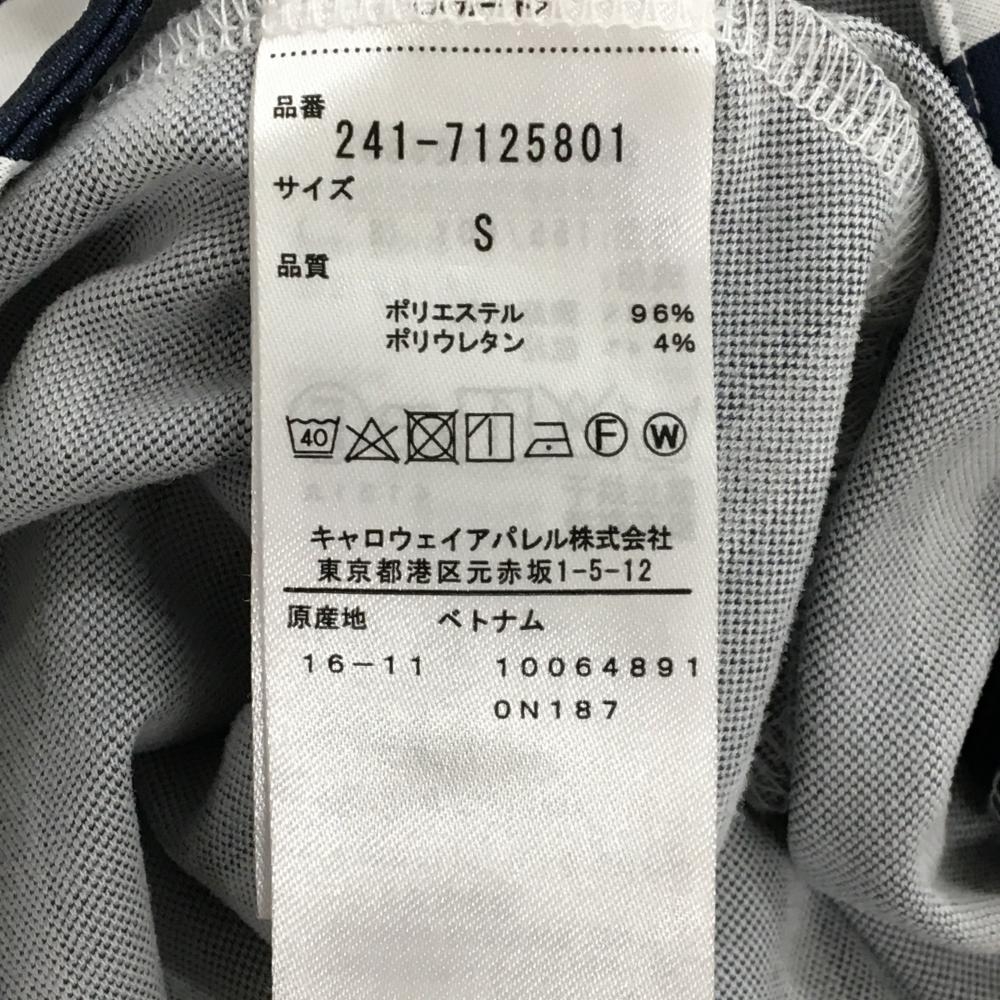 品番
241-7125801
サイズ
S
品質
ポリエステル 96%
ポリウレタン 4%
40 F W
キャロウェイアパレル株式会社
東京都港区元赤坂1-5-12
原産地 ベトナム
16-11 10064891
0N187